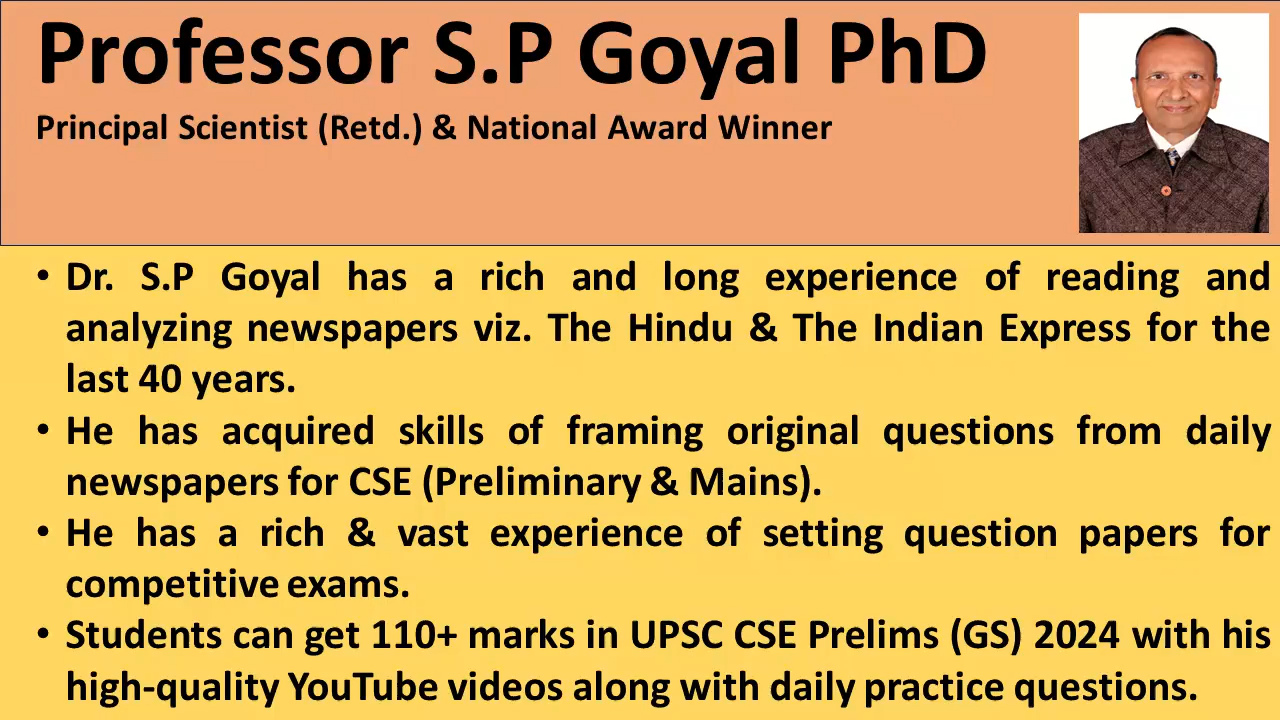 Professor S.P Goyal PhD
Principal Scientist (Retd.) & National Award Winner
• Dr. S.P Goyal has a rich and long experience of reading and
analyzing newspapers viz. The Hindu & The Indian Express for the
last 40 years.
• He has acquired skills of framing original questions from daily
newspapers for CSE (Preliminary & Mains).
• He has a rich & vast experience of setting question papers for
competitive exams.
• Students can get 110+ marks in UPSC CSE Prelims (GS) 2024 with his
high-quality YouTube videos along with daily practice questions.